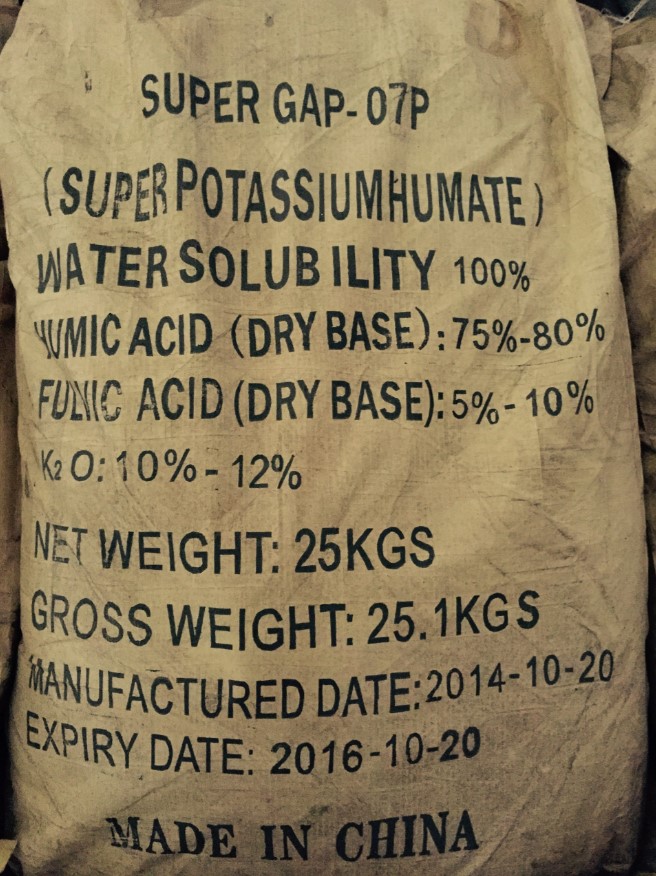 SUPER GAP-07P
(SUPER POTASSIUM HUMATE)
WATER SOLUBILITY 100%
HUMIC ACID (DRY BASE): 75%-80%
FULVIC ACID (DRY BASE): 5%-10%
K₂O: 10%-12%
NET WEIGHT: 25KGS
GROSS WEIGHT: 25.1KGS
MANUFACTURED DATE: 2014-10-20
EXPIRY DATE: 2016-10-20
MADE IN CHINA